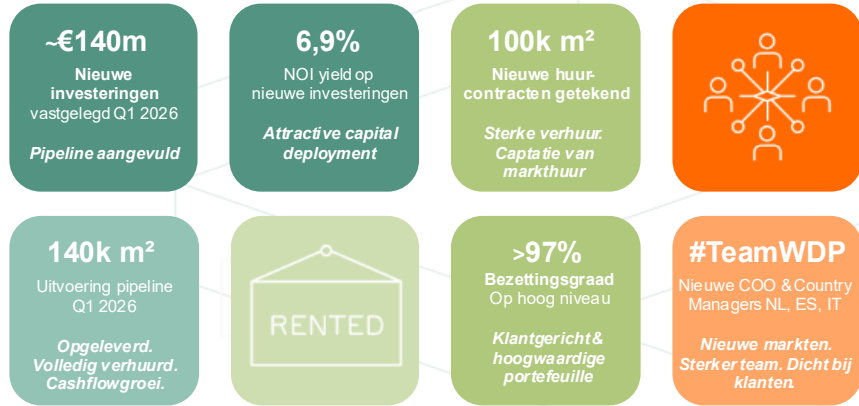 ~€140m
Nieuwe
investeringen
vastgelegd Q1 2026
Pipeline aangevuld
6,9%
NOI yield op
nieuwe investeringen
Attractive capital
deployment
100k m²
Nieuwe huur-
contracten getekend
Sterke verhuur.
Captatie van
markthuur
140k m²
Uitvoering pipeline
Q1 2026
Opgeleverd.
Volledig verhuurd.
Cashflowgroei.
RENTED
>97%
Bezettingsgraad
Op hoog niveau
Klantgericht &
hoogwaardige
portefeuille
#TeamWDP
Nieuwe COO & Country
Managers NL, ES, IT
Nieuwe markten.
Sterker team. Dicht bij
klanten.